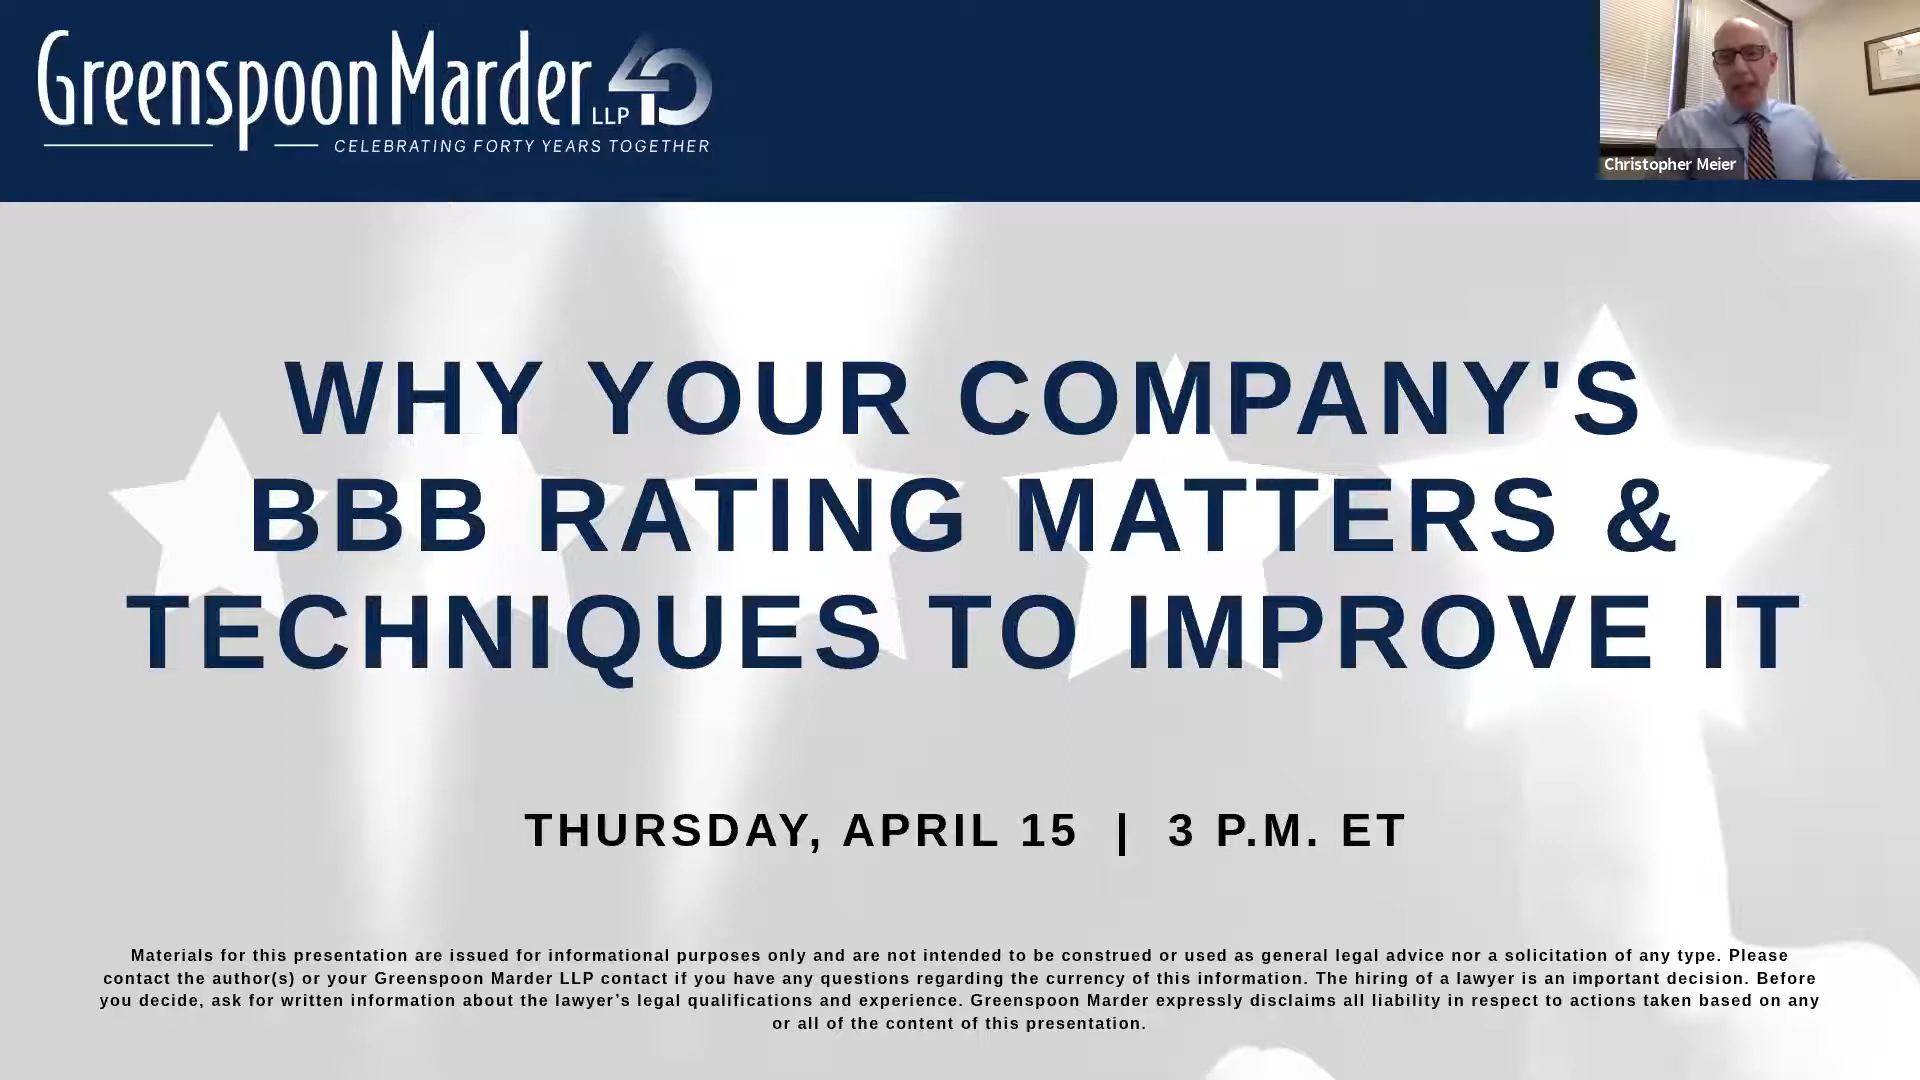 Greenspoon Marder LLP 40
CELEBRATING FORTY YEARS TOGETHER
Christopher Meier
WHY YOUR COMPANY'S
BBB RATING MATTERS &
TECHNIQUES TO IMPROVE IT
THURSDAY, APRIL 15 | 3 P.M. ET
Materials for this presentation are issued for informational purposes only and are not intended to be construed or used as general legal advice nor a solicitation of any type. Please
contact the author(s) or your Greenspoon Marder LLP contact if you have any questions regarding the currency of this information. The hiring of a lawyer is an important decision. Before
you decide, ask for written information about the lawyer’s legal qualifications and experience. Greenspoon Marder expressly disclaims all liability in respect to actions taken based on any
or all of the content of this presentation.